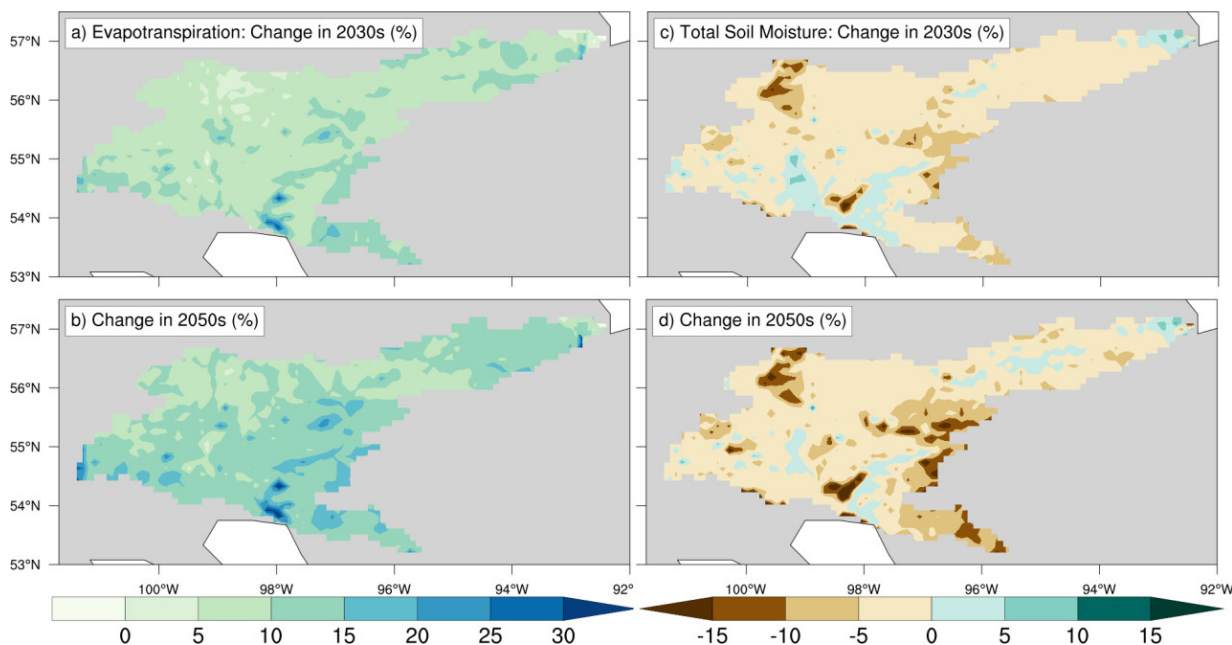 a) Evapotranspiration: Change in 2030s (%)
c) Total Soil Moisture: Change in 2030s (%)
57°N
56°N
55°N
54°N
53°N
b) Change in 2050s (%)
d) Change in 2050s (%)
57°N
56°N
55°N
54°N
53°N
100°W 98°W 96°W 94°W 92°
100°W 98°W 96°W 94°W 92°W
0 5 10 15 20 25 30
-15 -10 -5 0 5 10 15